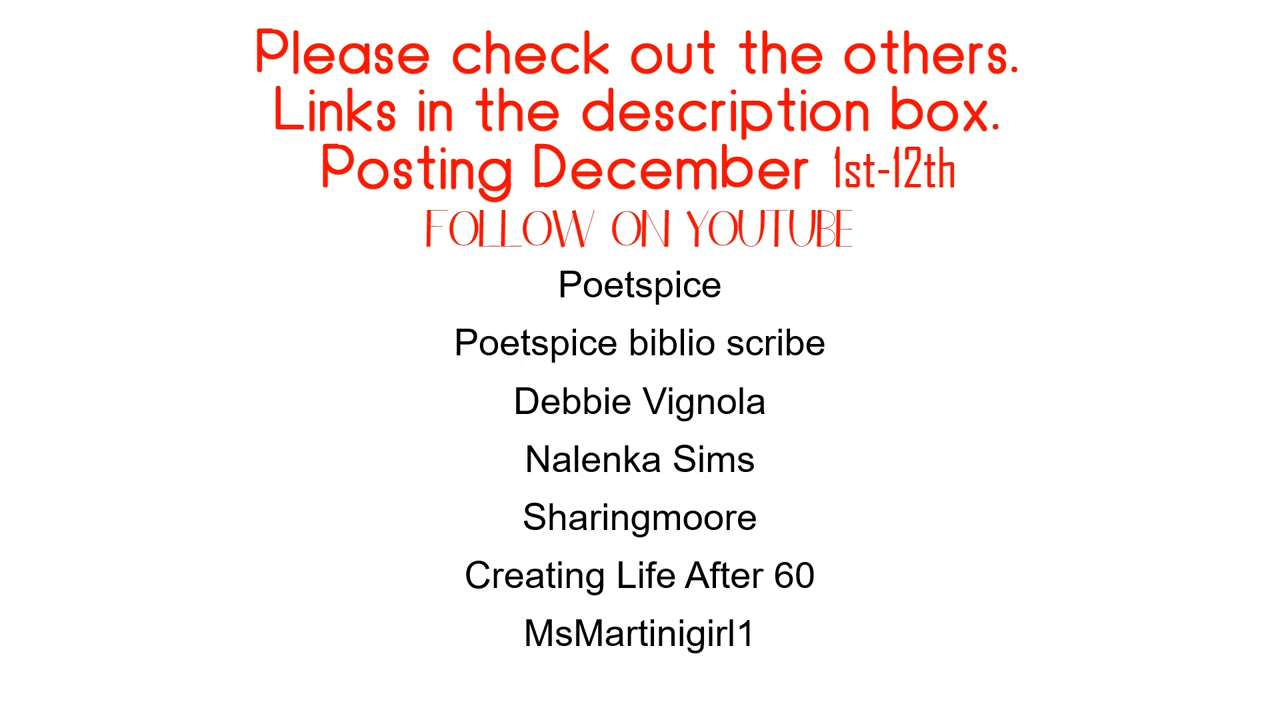 Please check out the others.
Links in the description box.
Posting December 1st-12th
FOLLOW ON YOUTUBE
Poetspice
Poetspice biblio scribe
Debbie Vignola
Nalenka Sims
Sharingmoore
Creating Life After 60
MsMartinigirl1